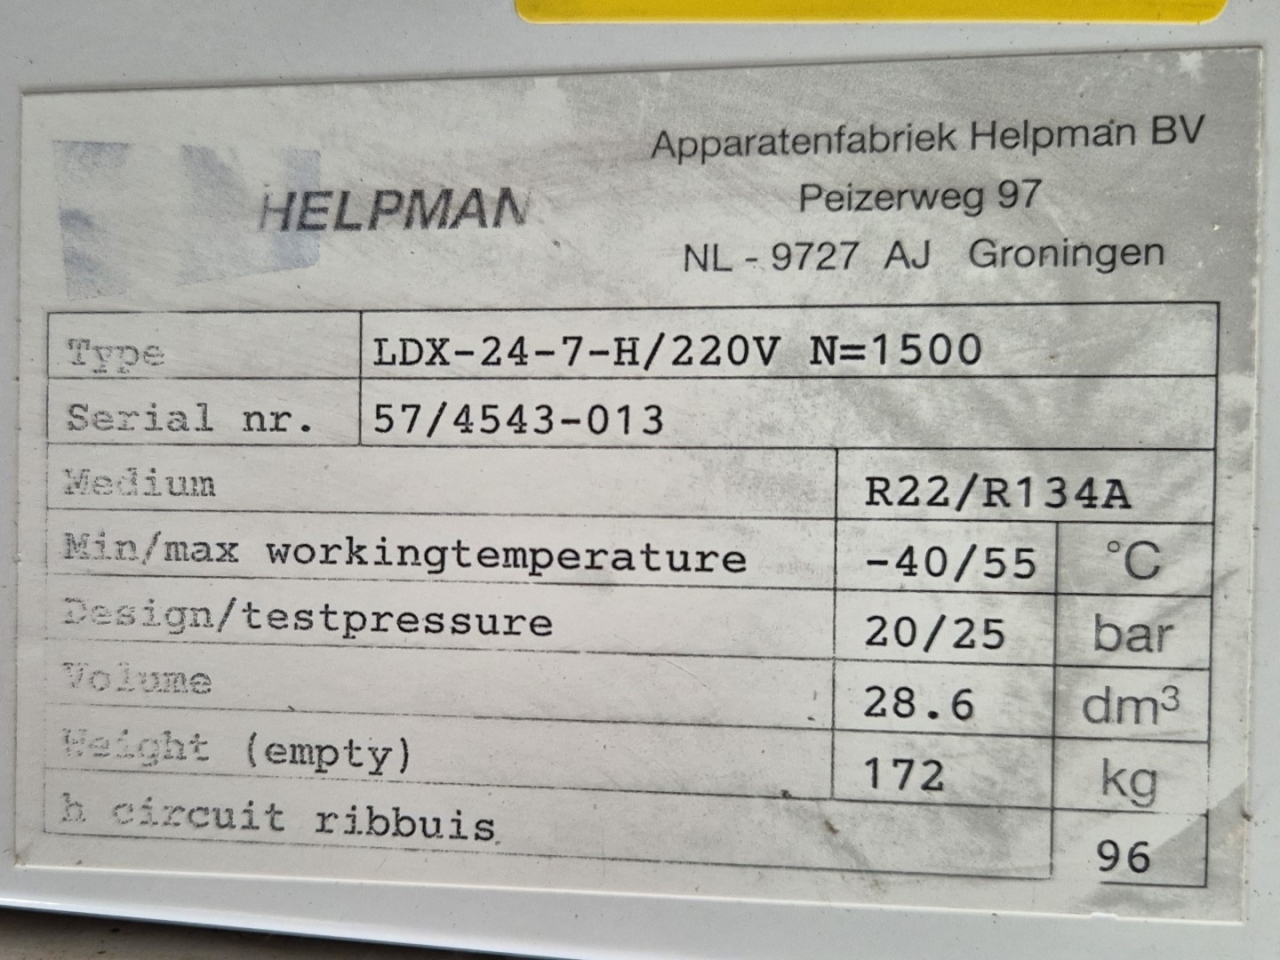 HELPMAN
Apparatenfabriek Helpman BV
Peizerweg 97
NL - 9727 AJ Groningen
Type LDX-24-7-H/220V N=1500
Serial nr. 57/4543-013
Medium R22/R134A
Min/max workingtemperature -40/55 °C
Design/testpressure 20/25 bar
Volume 28.6 dm³
Weight (empty) 172 kg
h circuit ribbuis 96